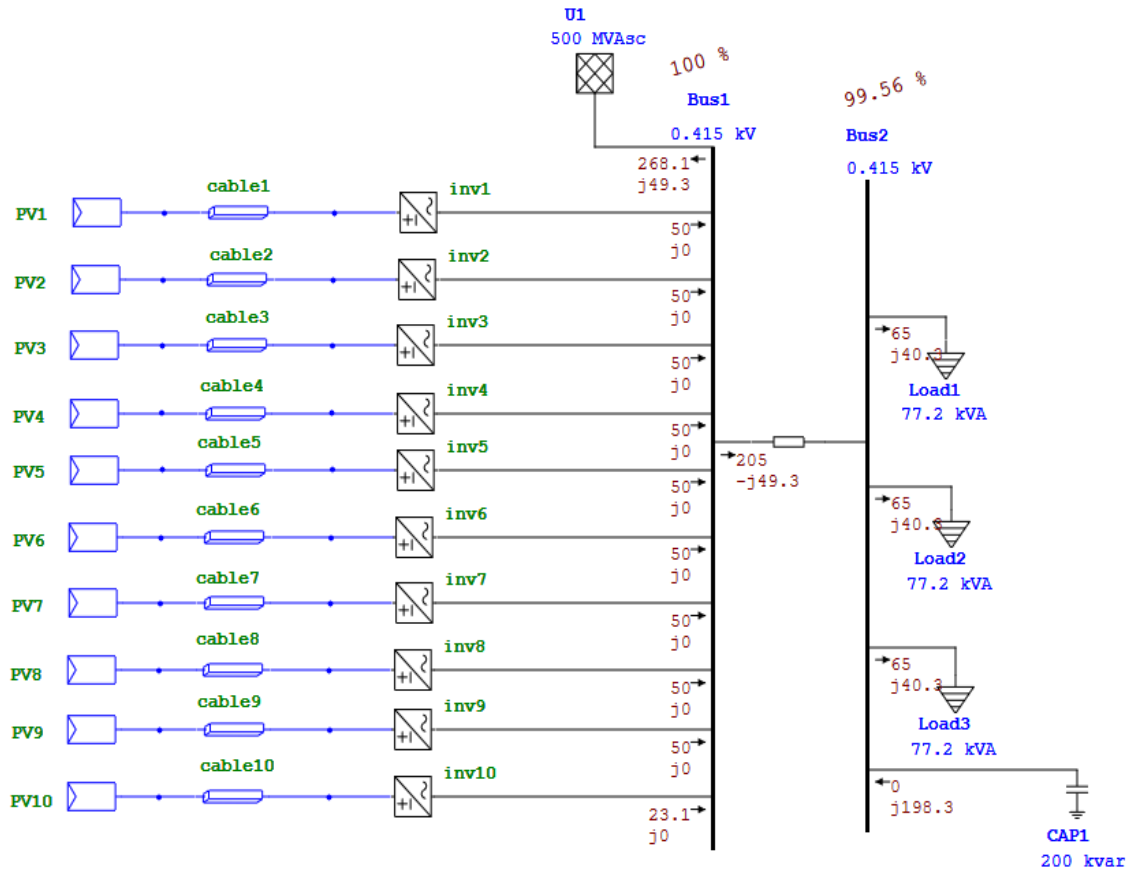 U1
500 MVAsc
100 %
Bus1
0.415 kV
99.56 %
Bus2
0.415 kV
268.1
j49.3
PV1
cable1
inv1
50
j0
PV2
cable2
inv2
50
j0
PV3
cable3
inv3
50
j0
PV4
cable4
inv4
50
j0
PV5
cable5
inv5
50
j0
PV6
cable6
inv6
50
j0
PV7
cable7
inv7
50
j0
PV8
cable8
inv8
50
j0
PV9
cable9
inv9
50
j0
PV10
cable10
inv10
23.1
j0
205
-j49.3
65
j40.3
Load1
77.2 kVA
65
j40.3
Load2
77.2 kVA
65
j40.3
Load3
77.2 kVA
0
j198.3
CAP1
200 kvar